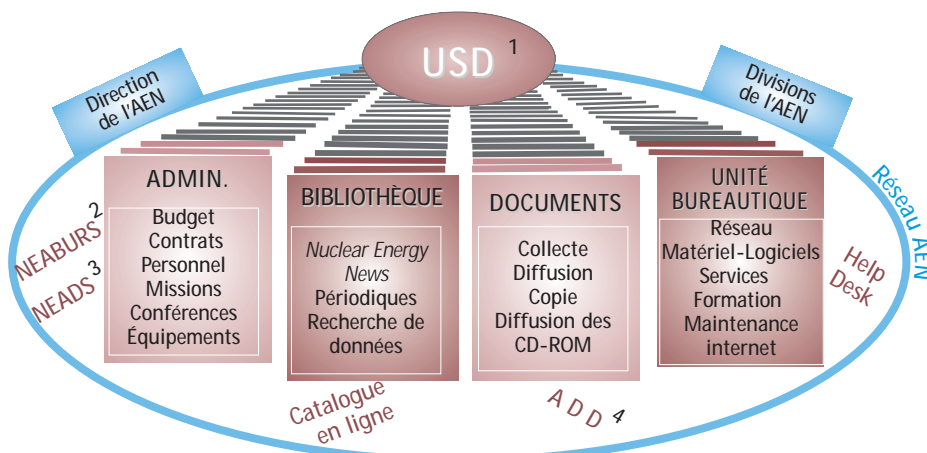 USD 1
Direction
de l'AEN
Divisions
de l'AEN
Réseau AEN
NEABURS 2
NEADS 3
ADMIN.
Budget
Contrats
Personnel
Missions
Conférences
Équipements
BIBLIOTHÈQUE
Nuclear Energy
News
Périodiques
Recherche de
données
DOCUMENTS
Collecte
Diffusion
Copie
Diffusion des
CD-ROM
UNITÉ
BUREAUTIQUE
Réseau
Matériel-Logiciels
Services
Formation
Maintenance
internet
Help
Desk
Catalogue
en ligne
ADD 4